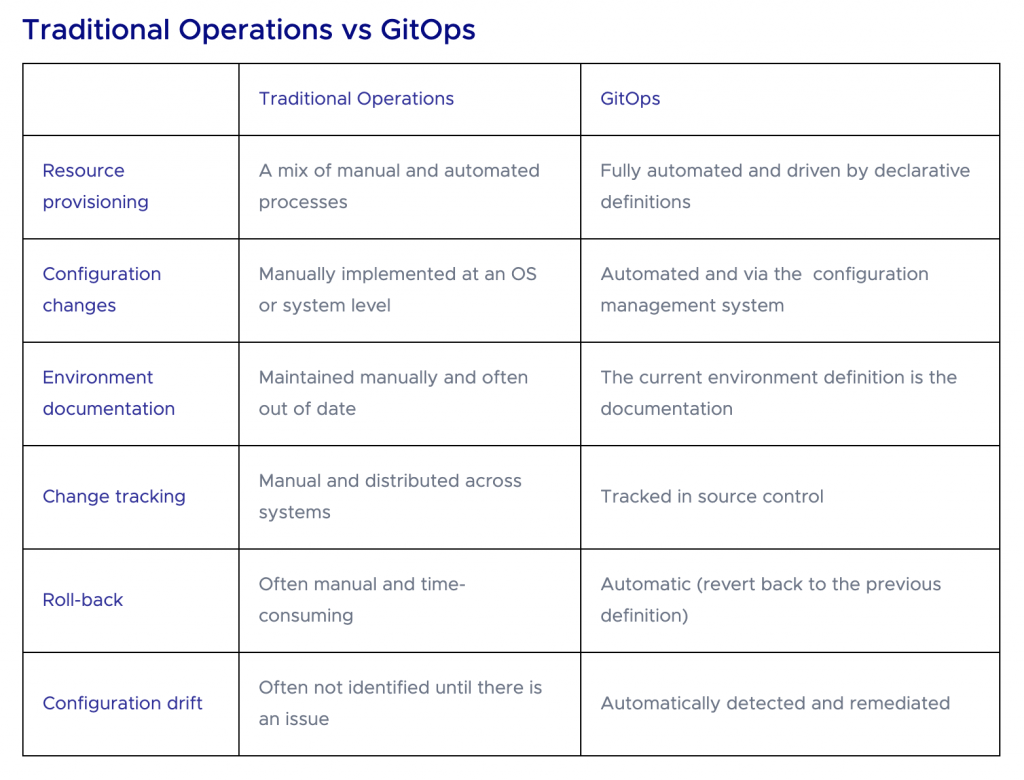 Traditional Operations vs GitOps
Traditional Operations
GitOps
Resource
provisioning
A mix of manual and automated
processes
Fully automated and driven by declarative
definitions
Configuration
changes
Manually implemented at an OS
or system level
Automated and via the  configuration
management system
Environment
documentation
Maintained manually and often
out of date
The current environment definition is the
documentation
Change tracking
Manual and distributed across
systems
Tracked in source control
Roll-back
Often manual and time-
consuming
Automatic (revert back to the previous
definition)
Configuration drift
Often not identified until there is
an issue
Automatically detected and remediated